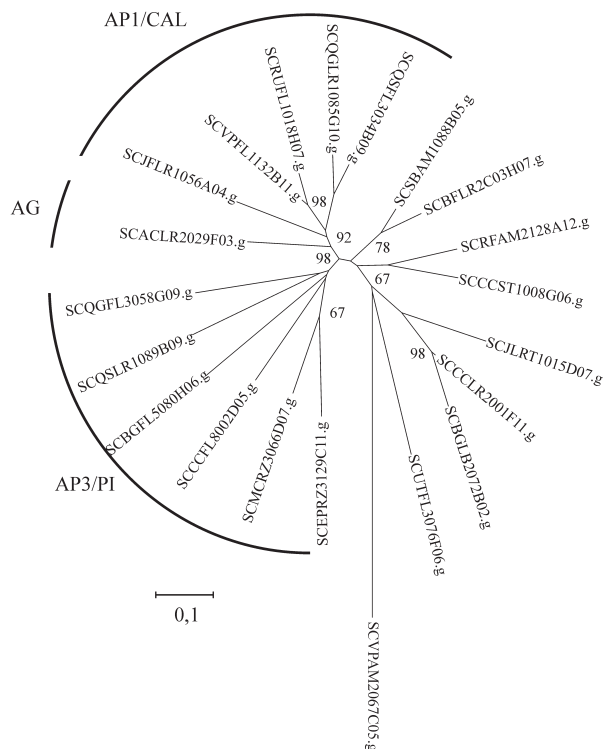 AP1/CAL
SCQSFL3034B09.g
SCQGLR1085G10.g
SCRUFL1018H07.g
SCVPFL1132B11.g
SCJFLR1056A04.g
AG
SCACLR2029F03.g
SCSBAM1088B05.g
SCBFLR2C03H07.g
SCRFAM2128A12.g
SCCCST1008G06.g
SCJLRT1015D07.g
SCCCLR2001F11.g
SCBGLB2072B02.g
SCUTFL3076F06.g
SCVPAM2067C05.g
98
92
98
78
67
67
98
SCQGFL3058G09.g
SCQSLR1089B09.g
SCBGFL5080H06.g
SCCCFL8002D05.g
SCMCRZ3066D07.g
SCEPRZ3129C11.g
AP3/PI
0,1